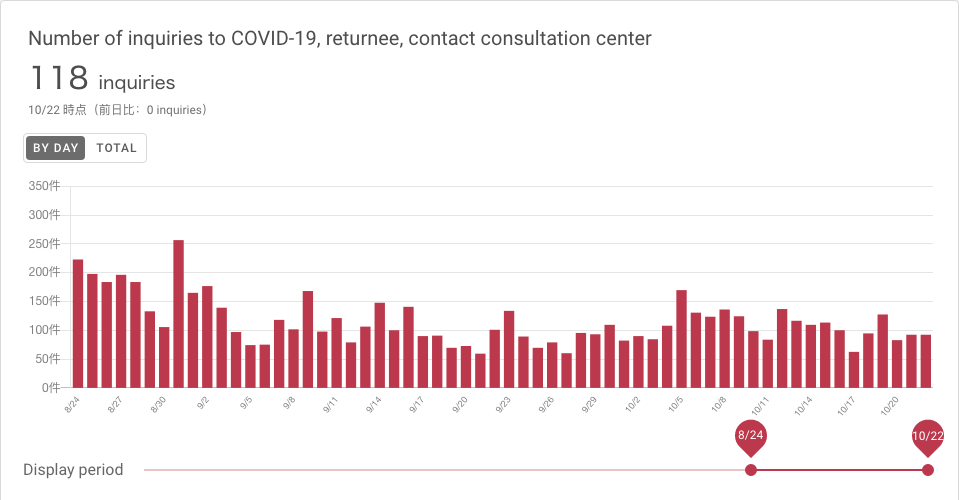 Number of inquiries to COVID-19, returnee, contact consultation center
118 inquiries
10/22 時点（前日比：0 inquiries）
BY DAY TOTAL
350件
300件
250件
200件
150件
100件
50件
0件
8/24 8/27 8/30 9/2 9/5 9/8 9/11 9/14 9/17 9/20 9/23 9/26 9/29 10/2 10/5 10/8 10/11 10/14 10/17 10/20
8/24 10/22
Display period